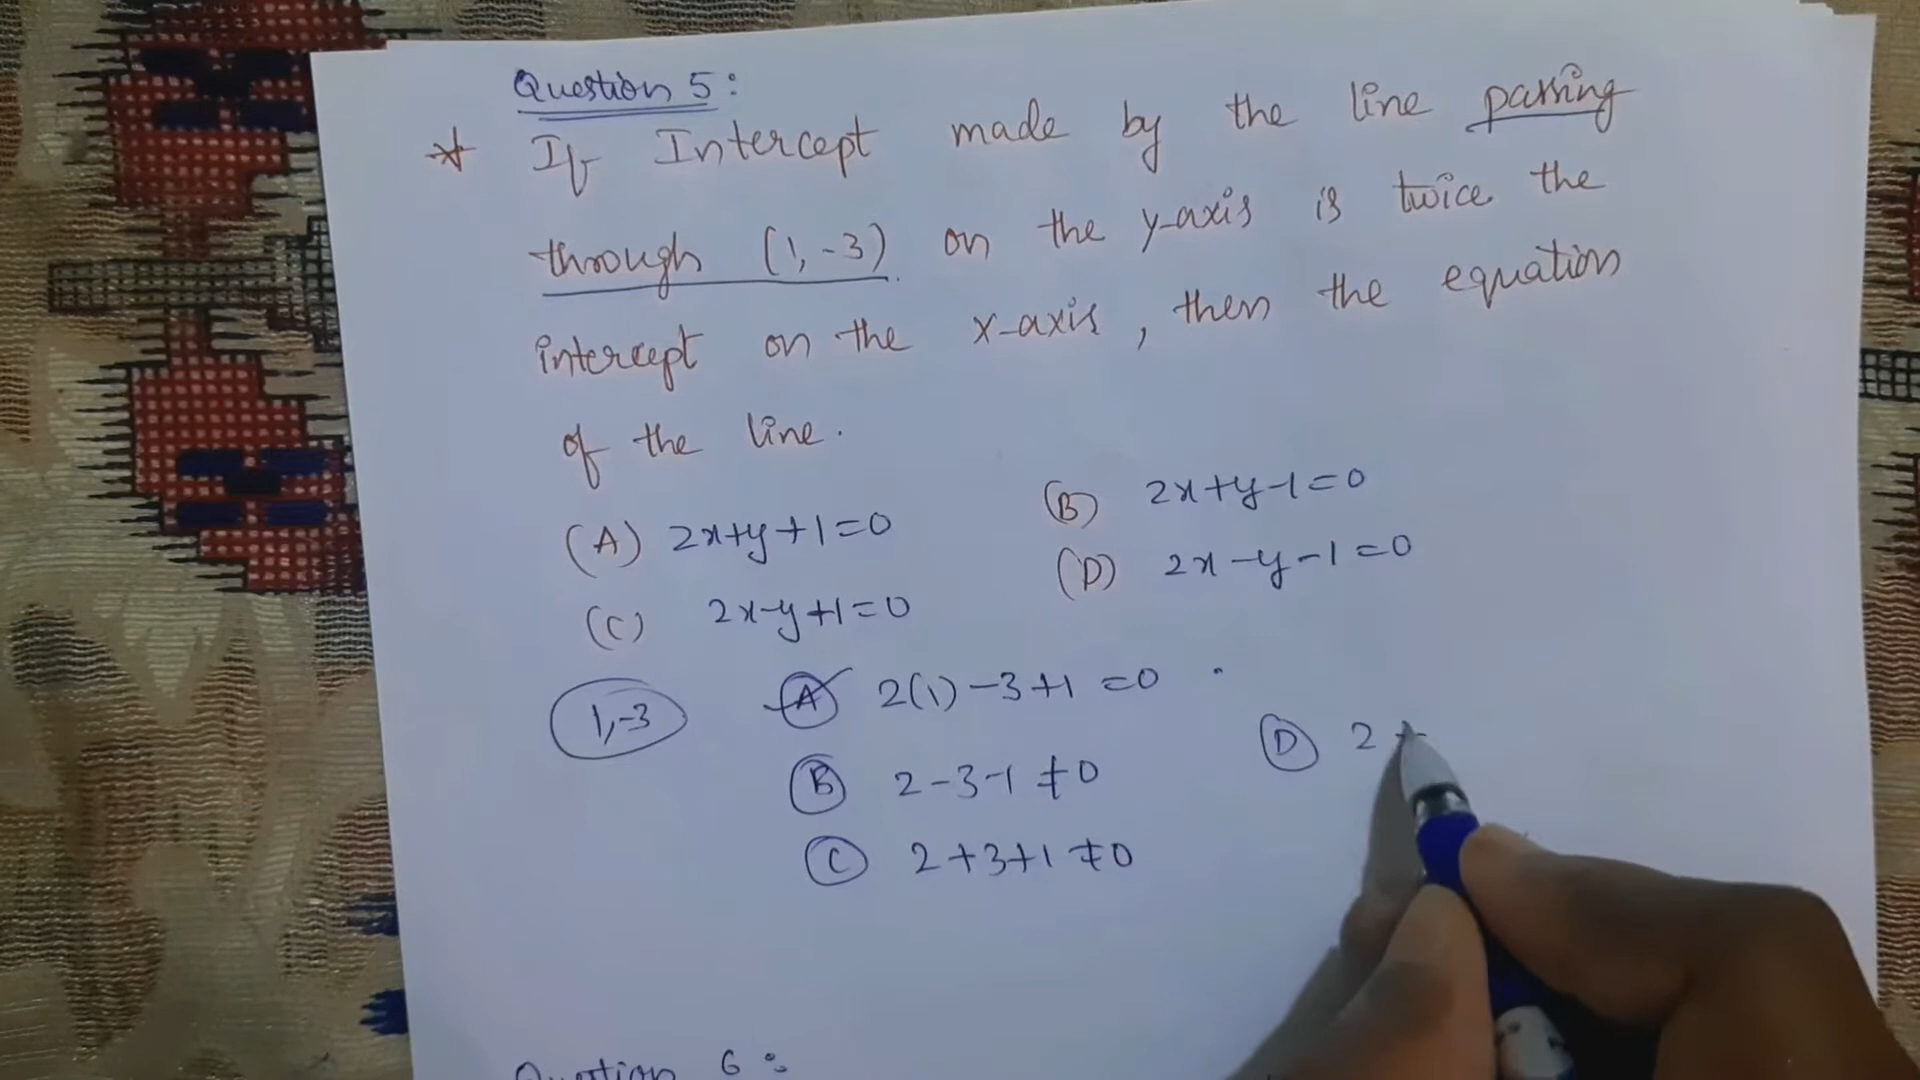 Question 5:
* If Intercept made by the line passing
through (1,-3) on the y-axis is twice the
intercept on the x-axis, then the equation
of the line.
(A) 2x+y+1=0 (B) 2x+y-1=0
(C) 2x-y+1=0 (D) 2x-y-1=0
1,-3 A 2(1)-3+1=0 .
B 2-3-1≠0 D 2+
C 2+3+1≠0
Question 6: